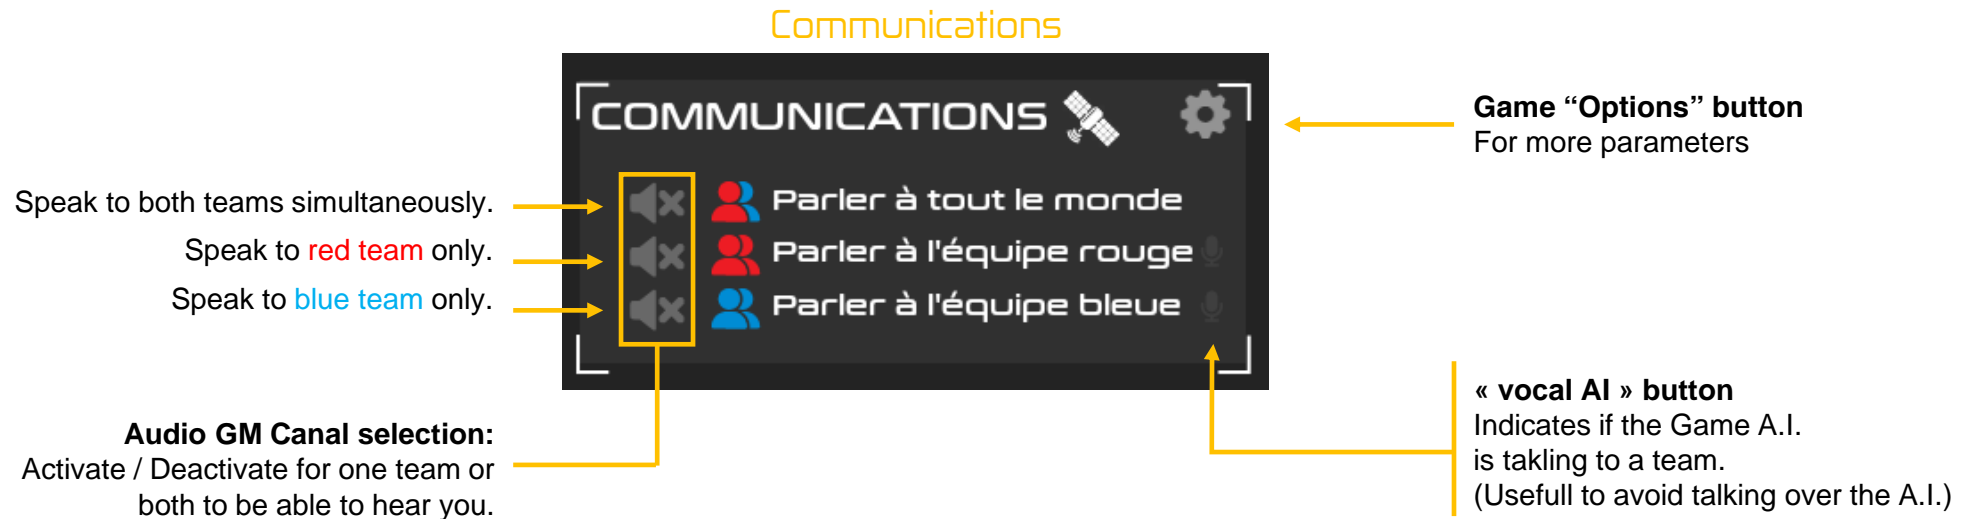 Communications
COMMUNICATIONS
Game “Options” button
For more parameters
Speak to both teams simultaneously.
Parler à tout le monde
Speak to red team only.
Parler à l'équipe rouge
Speak to blue team only.
Parler à l'équipe bleue
Audio GM Canal selection:
Activate / Deactivate for one team or
both to be able to hear you.
« vocal AI » button
Indicates if the Game A.I.
is takling to a team.
(Usefull to avoid talking over the A.I.)